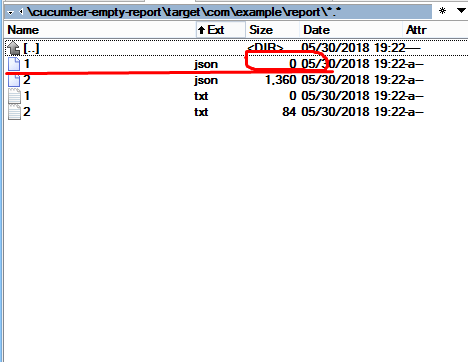 \cucumber-empty-report\target\com\example\report\*.* * ▼
Name Ext Size Date Attr
[..] <DIR> 05/30/2018 19:22 ----
1 json 0 05/30/2018 19:22 -a--
2 json 1,360 05/30/2018 19:22 -a--
1 txt 0 05/30/2018 19:22 -a--
2 txt 84 05/30/2018 19:22 -a--